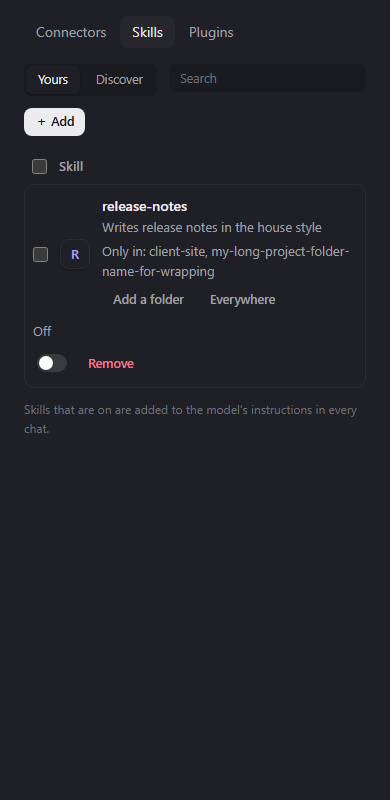 Connectors Skills Plugins
Yours Discover Search
+ Add
Skill
release-notes
Writes release notes in the house style
R
Only in: client-site, my-long-project-folder-
name-for-wrapping
Add a folder Everywhere
Off
Remove
Skills that are on are added to the model's instructions in every
chat.